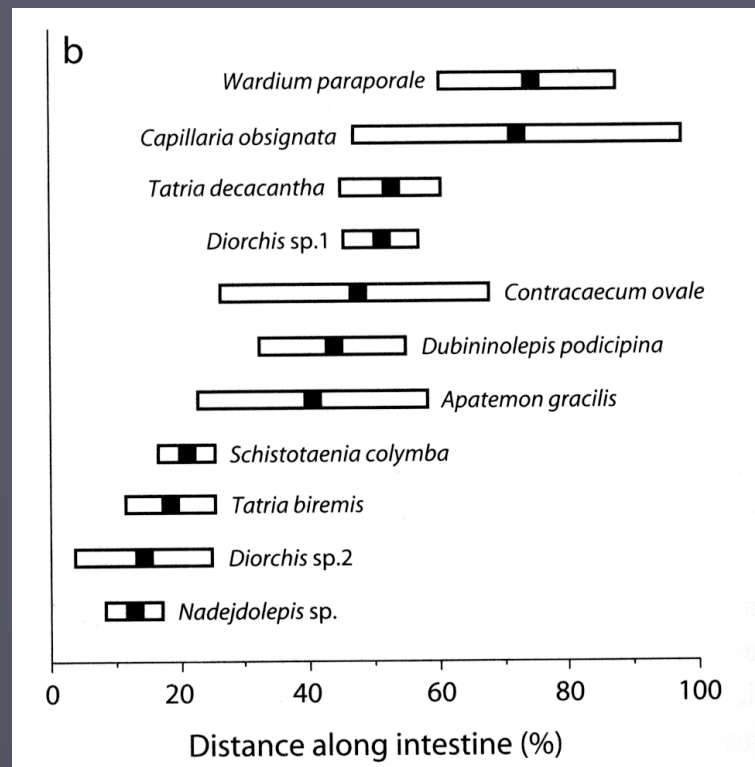 b
Wardium paraporale
Capillaria obsignata
Tatria decacantha
Diorchis sp.1
Contracaecum ovale
Dubininolepis podicipina
Apatemon gracilis
Schistotaenia colymba
Tatria biremis
Diorchis sp.2
Nadejdolepis sp.
0 20 40 60 80 100
Distance along intestine (%)